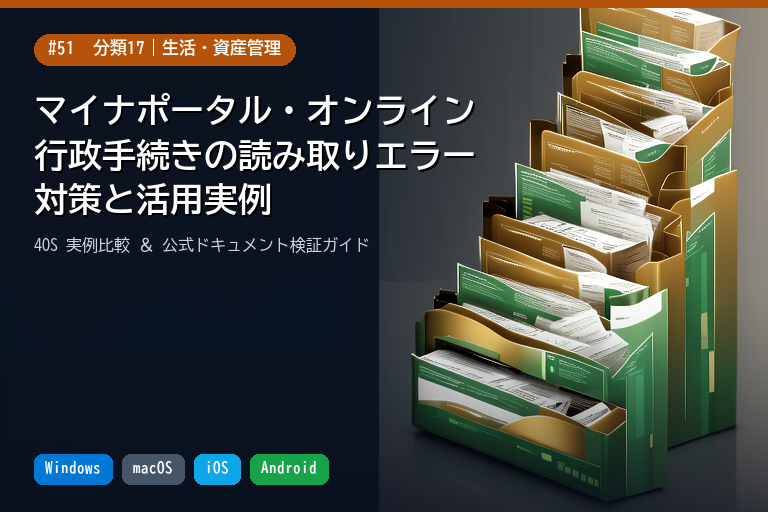 #51 分類17｜生活・資産管理
マイナポータル・オンライン
行政手続きの読み取りエラー
対策と活用実例
4OS 実例比較 ＆ 公式ドキュメント検証ガイド
Windows
macOS
iOS
Android